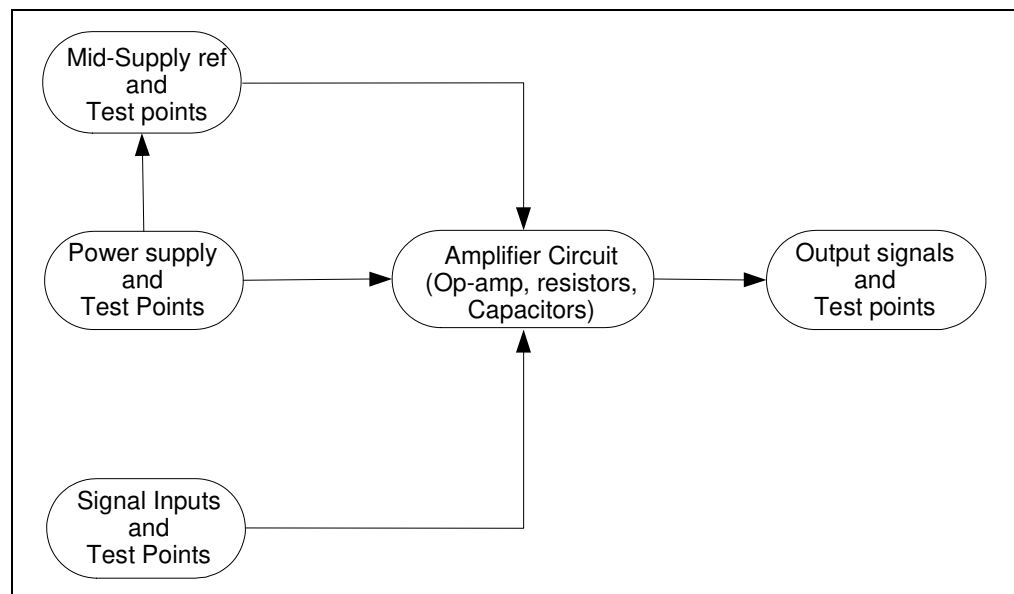 Mid-Supply ref
and
Test points
Power supply
and
Test Points
Amplifier Circuit
(Op-amp, resistors,
Capacitors)
Output signals
and
Test points
Signal Inputs
and
Test Points